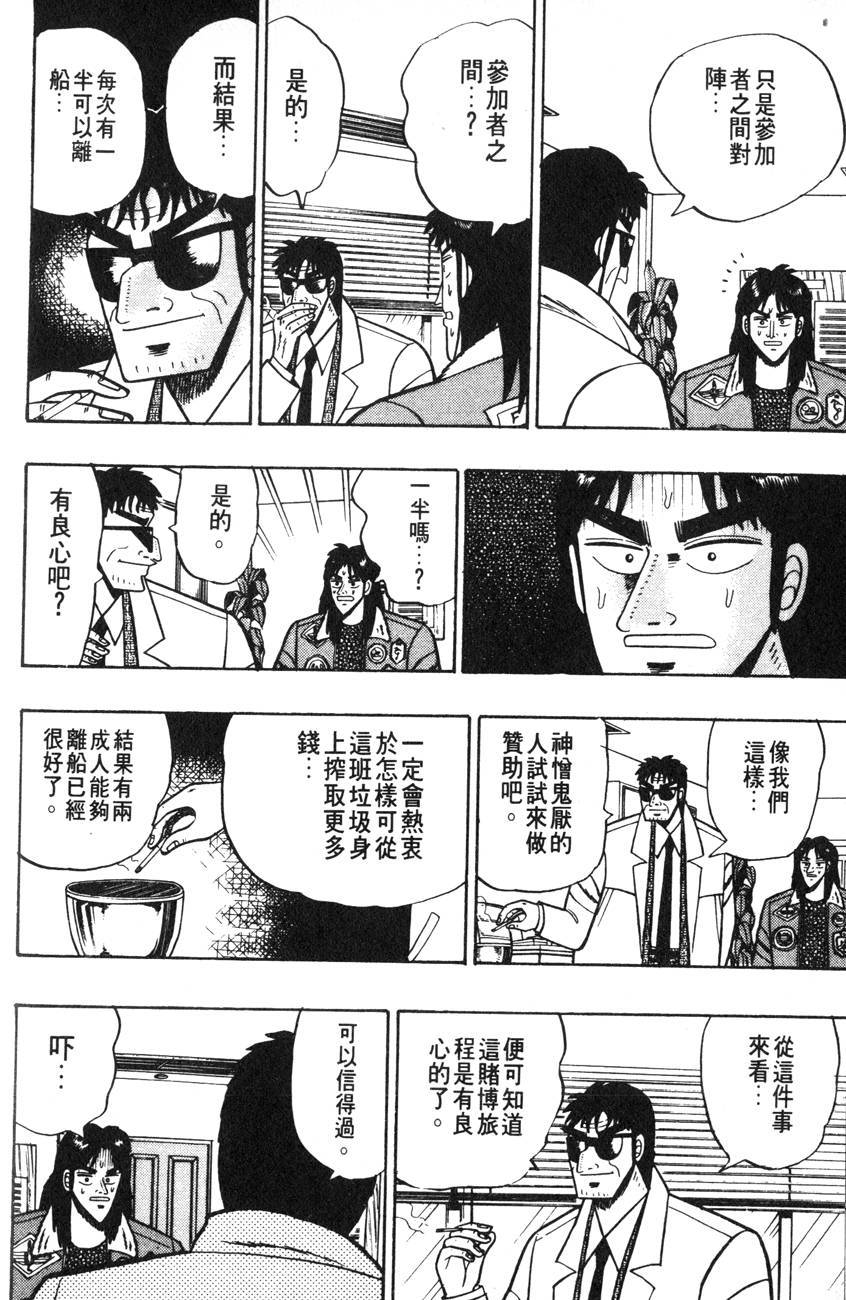 只是參加
者之間對
陣⋯
參加者之
間⋯?
是的⋯
而結果⋯
每次有一
半可以離
船⋯
一半嗎⋯?
是的。
有良心吧?
像我們
這樣⋯
神憎鬼厭的
人試試來做
贊助吧。
一定會熱衷
於怎樣可從
這班垃圾身
上搾取更多
錢⋯
結果有兩
成人能夠
離船已經
很好了。
從這件事
來看⋯
便可知道
這賭博旅
程是有良
心的了。
可以信得過。
吓⋯